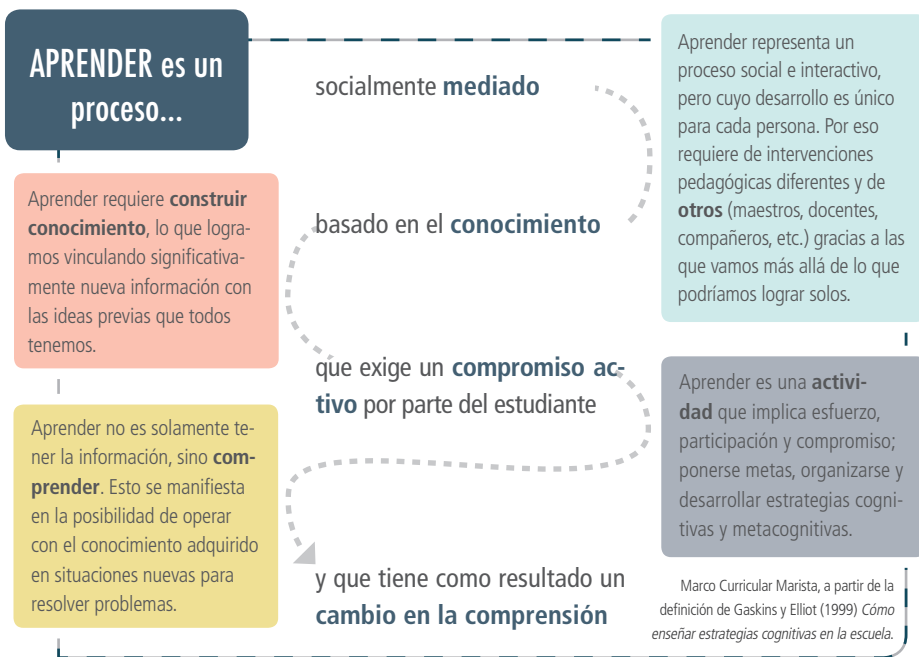 APRENDER es un
proceso...
socialmente mediado
Aprender representa un
proceso social e interactivo,
pero cuyo desarrollo es único
para cada persona. Por eso
requiere de intervenciones
pedagógicas diferentes y de
otros (maestros, docentes,
compañeros, etc.) gracias a las
que vamos más allá de lo que
podríamos lograr solos.
basado en el conocimiento
Aprender requiere construir
conocimiento, lo que logra-
mos vinculando significativa-
mente nueva información con
las ideas previas que todos
tenemos.
que exige un compromiso ac-
tivo por parte del estudiante
Aprender es una activi-
dad que implica esfuerzo,
participación y compromiso;
ponerse metas, organizarse y
desarrollar estrategias cogni-
tivas y metacognitivas.
Aprender no es solamente te-
ner la información, sino com-
prender. Esto se manifiesta
en la posibilidad de operar
con el conocimiento adquirido
en situaciones nuevas para
resolver problemas.
y que tiene como resultado un
cambio en la comprensión
Marco Curricular Marista, a partir de la
definición de Gaskins y Elliot (1999) Cómo
enseñar estrategias cognitivas en la escuela.